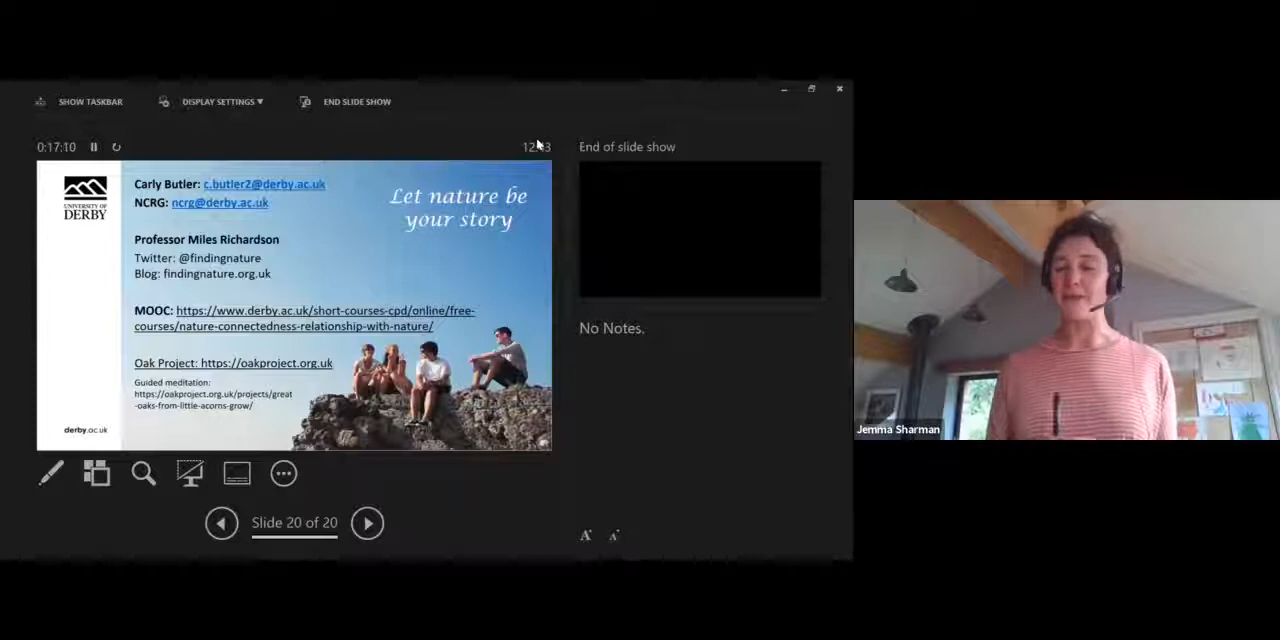 SHOW TASKBAR
DISPLAY SETTINGS ▼
END SLIDE SHOW
0:17:10
End of slide show
UNIVERSITY OF
DERBY
Carly Butler: c.butler2@derby.ac.uk
NCRG: ncrg@derby.ac.uk
Let nature be
your story
Professor Miles Richardson
Twitter: @findingnature
Blog: findingnature.org.uk
MOOC: https://www.derby.ac.uk/short-courses-cpd/online/free-
courses/nature-connectedness-relationship-with-nature/
Oak Project: https://oakproject.org.uk
Guided meditation:
https://oakproject.org.uk/projects/great
-oaks-from-little-acorns-grow/
derby.ac.uk
No Notes.
Slide 20 of 20
A A
Jemma Sharman